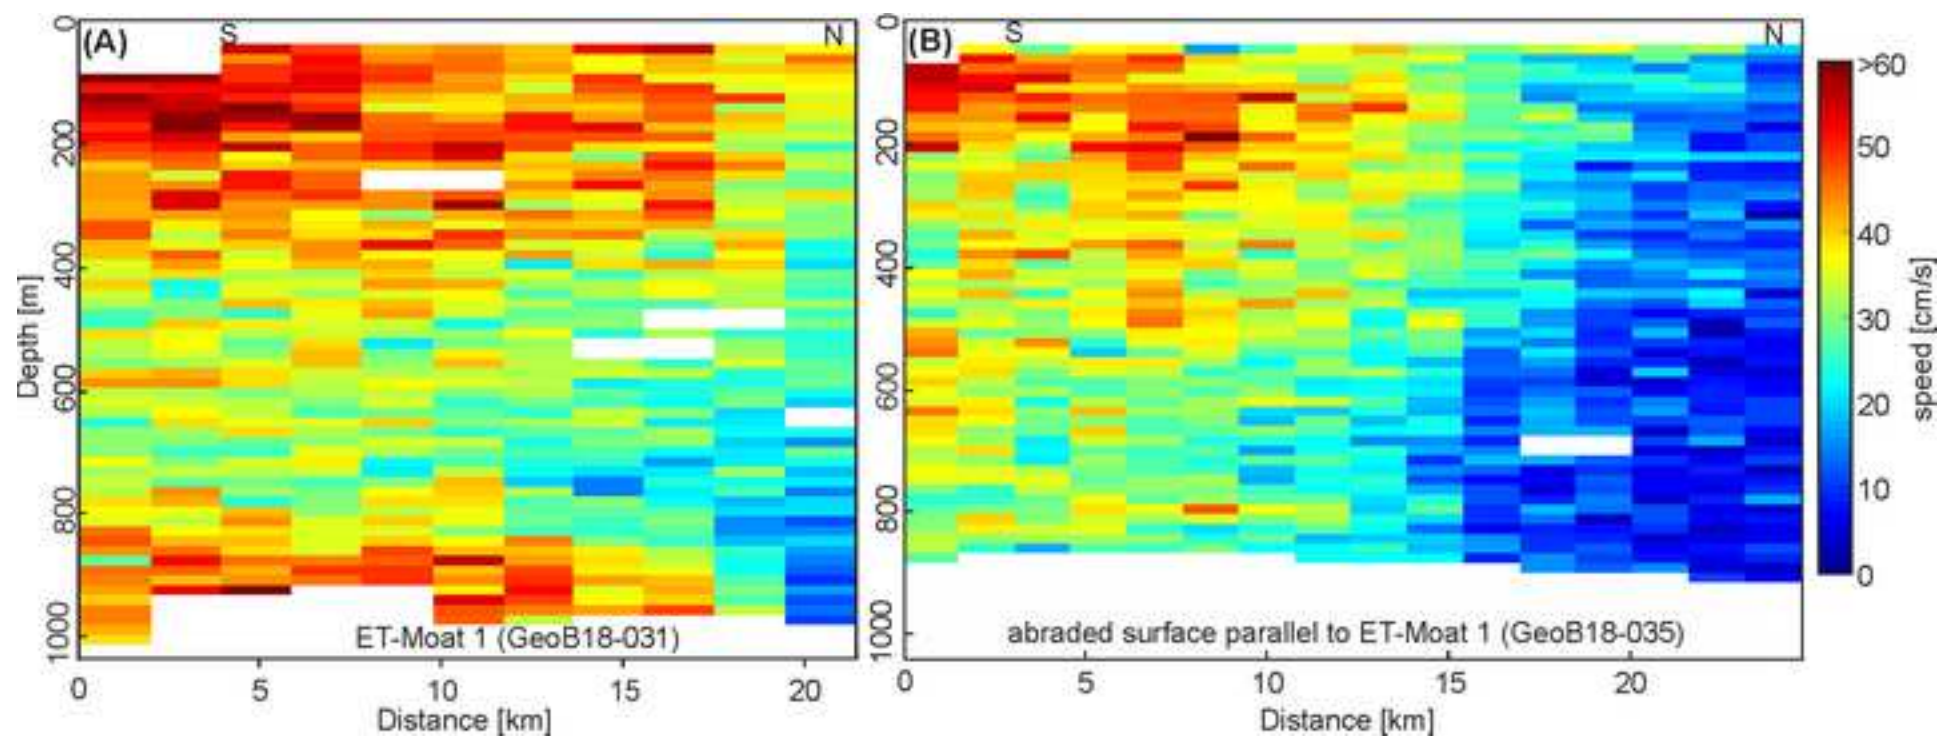 (A)
S
N
0
200
400
600
800
1000
Depth [m]
ET-Moat 1 (GeoB18-031)
0
5
10
15
20
Distance [km]
(B)
S
N
0
200
400
600
800
1000
abraded surface parallel to ET-Moat 1 (GeoB18-035)
0
5
10
15
20
Distance [km]
>60
50
40
30
20
10
0
speed [cm/s]